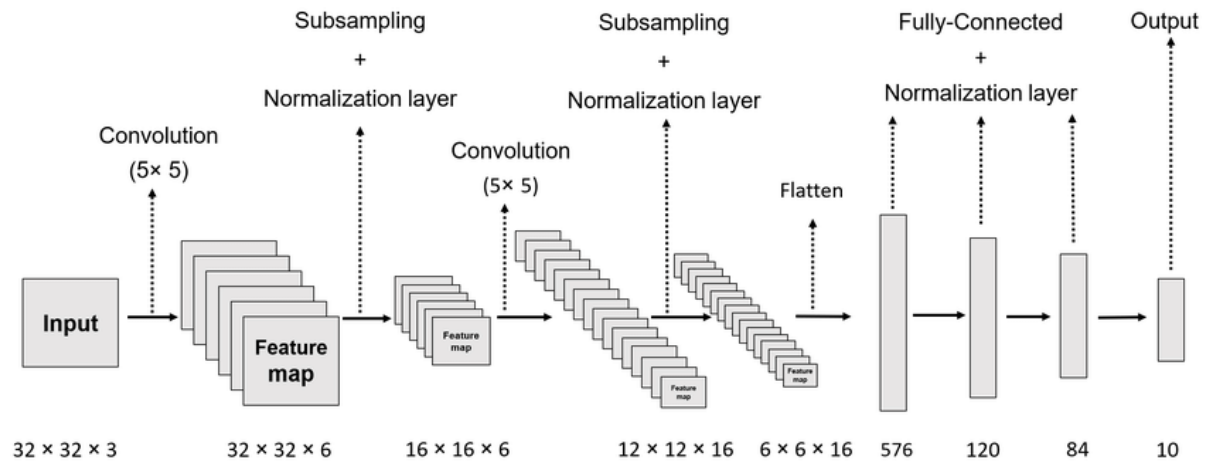 Subsampling
+
Normalization layer
Subsampling
+
Normalization layer
Fully-Connected
+
Normalization layer
Output
Convolution
(5× 5)
Convolution
(5× 5)
Flatten
Input
Feature
map
Feature
map
Feature
map
Feature
map
32 × 32 × 3
32 × 32 × 6
16 × 16 × 6
12 × 12 × 16
6 × 6 × 16
576
120
84
10